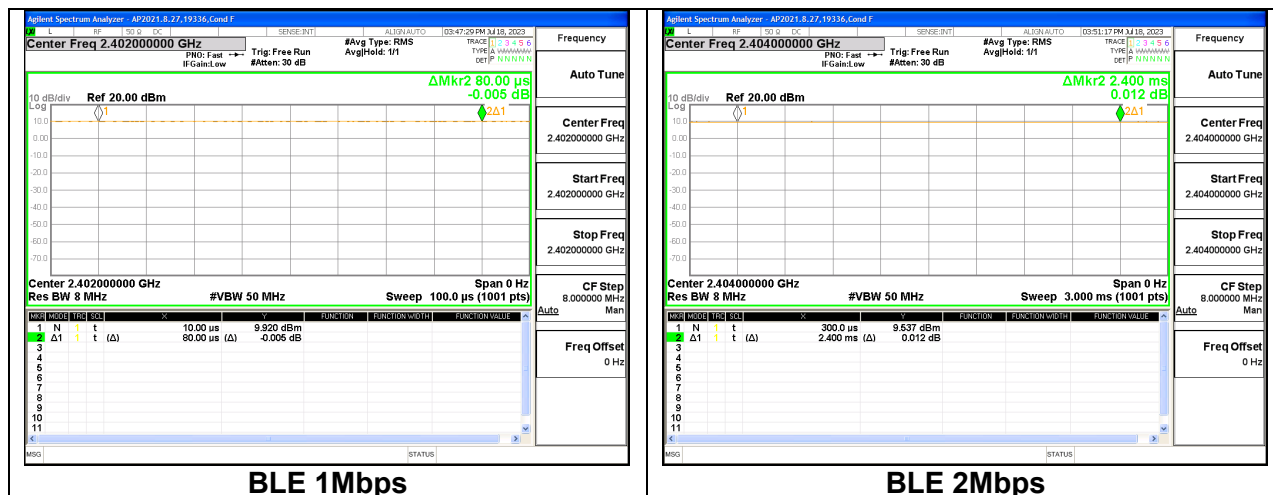 Agilent Spectrum Analyzer - AP2021.8.27,19336,Cond F
LXI L RF 50 Ω DC SENSE:INT ALIGN AUTO 03:47:29 PM Jul 18, 2023
Center Freq 2.402000000 GHz
PNO: Fast
IFGain:Low
Trig: Free Run
#Atten: 30 dB
#Avg Type: RMS
Avg|Hold: 1/1
TRACE 1 2 3 4 5 6
TYPE A
DET P N N N N N
ΔMkr2 80.00 µs
-0.005 dB
10 dB/div Ref 20.00 dBm
Log
1
2Δ1
10.0
0.00
-10.0
-20.0
-30.0
-40.0
-50.0
-60.0
-70.0
Center 2.402000000 GHz Span 0 Hz
Res BW 8 MHz #VBW 50 MHz Sweep 100.0 µs (1001 pts)
MKR MODE TRC SCL X Y FUNCTION FUNCTION WIDTH FUNCTION VALUE
1 N 1 t 10.00 µs 9.920 dBm
2 Δ1 1 t (Δ) 80.00 µs (Δ) -0.005 dB
3
4
5
6
7
8
9
10
11
MSG STATUS
Frequency
Auto Tune
Center Freq
2.402000000 GHz
Start Freq
2.402000000 GHz
Stop Freq
2.402000000 GHz
CF Step
8.000000 MHz
Auto Man
Freq Offset
0 Hz
BLE 1Mbps
Agilent Spectrum Analyzer - AP2021.8.27,19336,Cond F
LXI L RF 50 Ω DC SENSE:INT ALIGN AUTO 03:51:17 PM Jul 18, 2023
Center Freq 2.404000000 GHz
PNO: Fast
IFGain:Low
Trig: Free Run
#Atten: 30 dB
#Avg Type: RMS
Avg|Hold: 1/1
TRACE 1 2 3 4 5 6
TYPE A
DET P N N N N N
ΔMkr2 2.400 ms
0.012 dB
10 dB/div Ref 20.00 dBm
Log
1
2Δ1
10.0
0.00
-10.0
-20.0
-30.0
-40.0
-50.0
-60.0
-70.0
Center 2.404000000 GHz Span 0 Hz
Res BW 8 MHz #VBW 50 MHz Sweep 3.000 ms (1001 pts)
MKR MODE TRC SCL X Y FUNCTION FUNCTION WIDTH FUNCTION VALUE
1 N 1 t 300.0 µs 9.537 dBm
2 Δ1 1 t (Δ) 2.400 ms (Δ) 0.012 dB
3
4
5
6
7
8
9
10
11
MSG STATUS
Frequency
Auto Tune
Center Freq
2.404000000 GHz
Start Freq
2.404000000 GHz
Stop Freq
2.404000000 GHz
CF Step
8.000000 MHz
Auto Man
Freq Offset
0 Hz
BLE 2Mbps